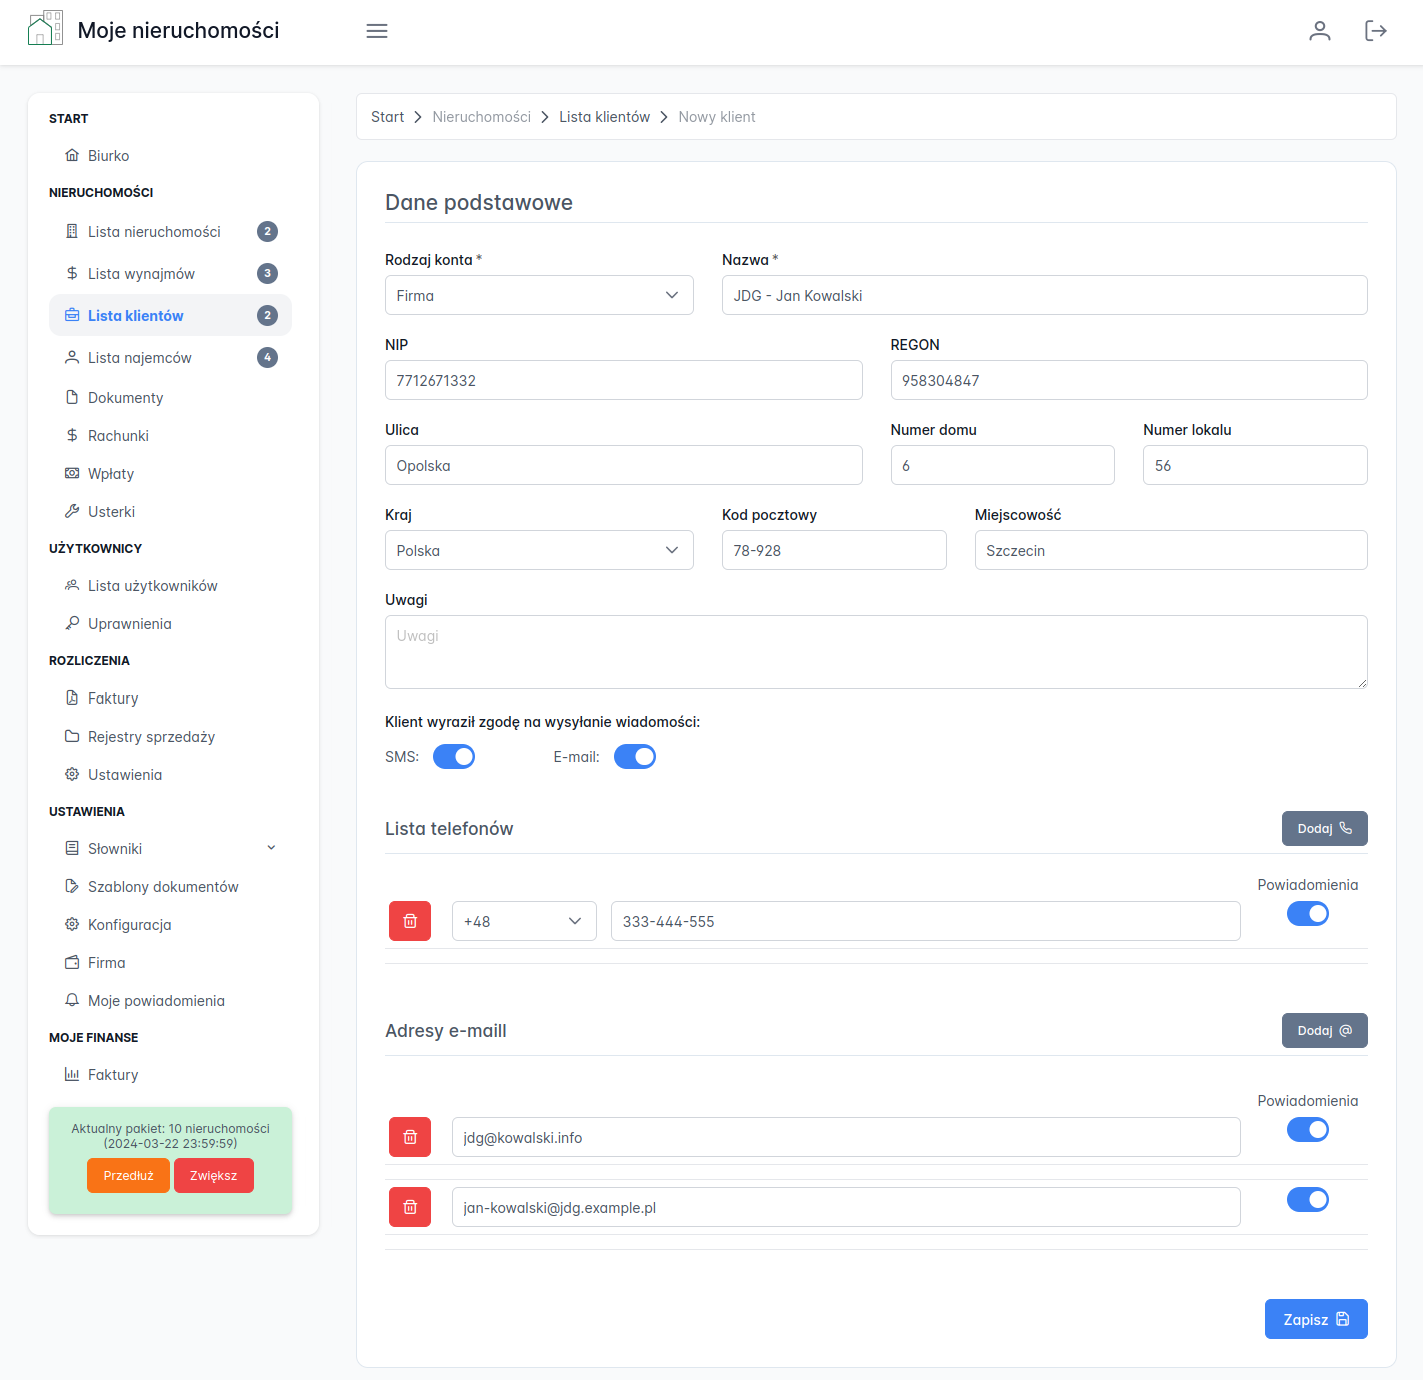 Moje nieruchomości
START
Biurko
NIERUCHOMOŚCI
Lista nieruchomości 2
Lista wynajmów 3
Lista klientów 2
Lista najemców 4
Dokumenty
Rachunki
Wpłaty
Usterki
UŻYTKOWNICY
Lista użytkowników
Uprawnienia
ROZLICZENIA
Faktury
Rejestry sprzedaży
Ustawienia
USTAWIENIA
Słowniki
Szablony dokumentów
Konfiguracja
Firma
Moje powiadomienia
MOJE FINANSE
Faktury
Aktualny pakiet: 10 nieruchomości
(2024-03-22 23:59:59)
Przedłuż Zwiększ
Start > Nieruchomości > Lista klientów > Nowy klient
Dane podstawowe
Rodzaj konta * Nazwa *
Firma JDG - Jan Kowalski
NIP REGON
7712671332 958304847
Ulica Numer domu Numer lokalu
Opolska 6 56
Kraj Kod pocztowy Miejscowość
Polska 78-928 Szczecin
Uwagi
Uwagi
Klient wyraził zgodę na wysyłanie wiadomości:
SMS: E-mail:
Lista telefonów Dodaj
Powiadomienia
+48 333-444-555
Adresy e-maill Dodaj @
Powiadomienia
jdg@kowalski.info
jan-kowalski@jdg.example.pl
Zapisz